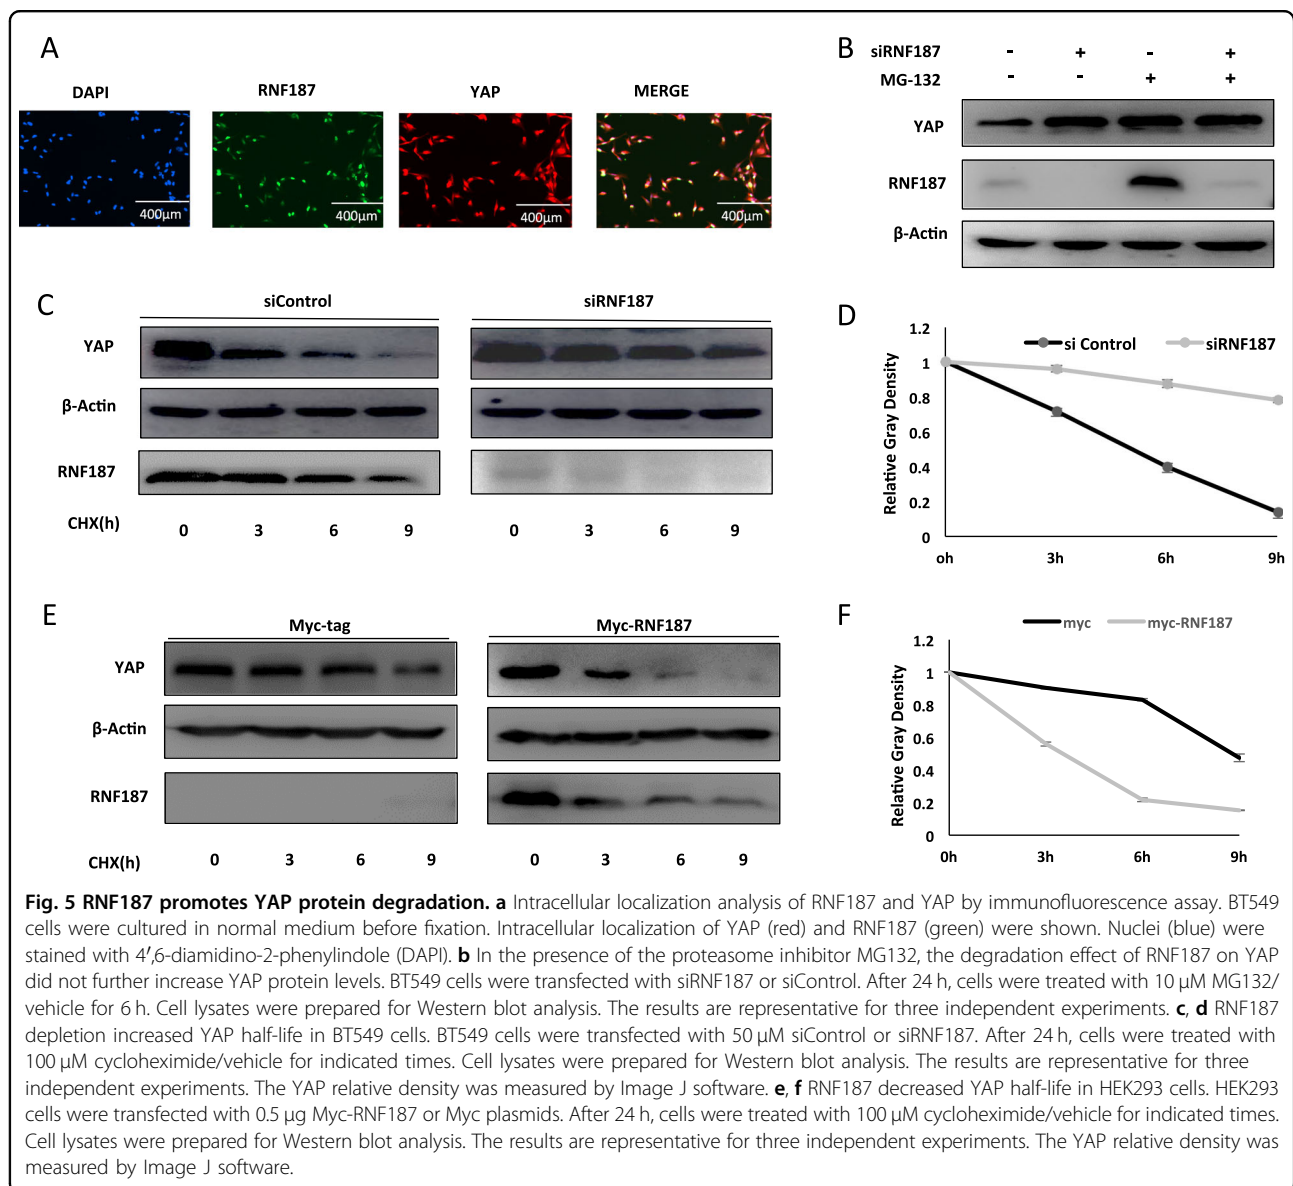 A
DAPI
RNF187
YAP
MERGE
400µm
400µm
400µm
400µm
B
siRNF187 - + - +
MG-132 - - + +
YAP
RNF187
β-Actin
C
siControl
siRNF187
YAP
β-Actin
RNF187
CHX(h) 0 3 6 9 0 3 6 9
D
si Control
siRNF187
Relative Gray Density
1.2
1
0.8
0.6
0.4
0.2
0
oh 3h 6h 9h
E
Myc-tag
Myc-RNF187
YAP
β-Actin
RNF187
CHX(h) 0 3 6 9 0 3 6 9
F
myc
myc-RNF187
Relative Gray Density
1.2
1
0.8
0.6
0.4
0.2
0
0h 3h 6h 9h
Fig. 5 RNF187 promotes YAP protein degradation. a Intracellular localization analysis of RNF187 and YAP by immunofluorescence assay. BT549
cells were cultured in normal medium before fixation. Intracellular localization of YAP (red) and RNF187 (green) were shown. Nuclei (blue) were
stained with 4′,6-diamidino-2-phenylindole (DAPI). b In the presence of the proteasome inhibitor MG132, the degradation effect of RNF187 on YAP
did not further increase YAP protein levels. BT549 cells were transfected with siRNF187 or siControl. After 24 h, cells were treated with 10 µM MG132/
vehicle for 6 h. Cell lysates were prepared for Western blot analysis. The results are representative for three independent experiments. c, d RNF187
depletion increased YAP half-life in BT549 cells. BT549 cells were transfected with 50 µM siControl or siRNF187. After 24 h, cells were treated with
100 µM cycloheximide/vehicle for indicated times. Cell lysates were prepared for Western blot analysis. The results are representative for three
independent experiments. The YAP relative density was measured by Image J software. e, f RNF187 decreased YAP half-life in HEK293 cells. HEK293
cells were transfected with 0.5 µg Myc-RNF187 or Myc plasmids. After 24 h, cells were treated with 100 µM cycloheximide/vehicle for indicated times.
Cell lysates were prepared for Western blot analysis. The results are representative for three independent experiments. The YAP relative density was
measured by Image J software.